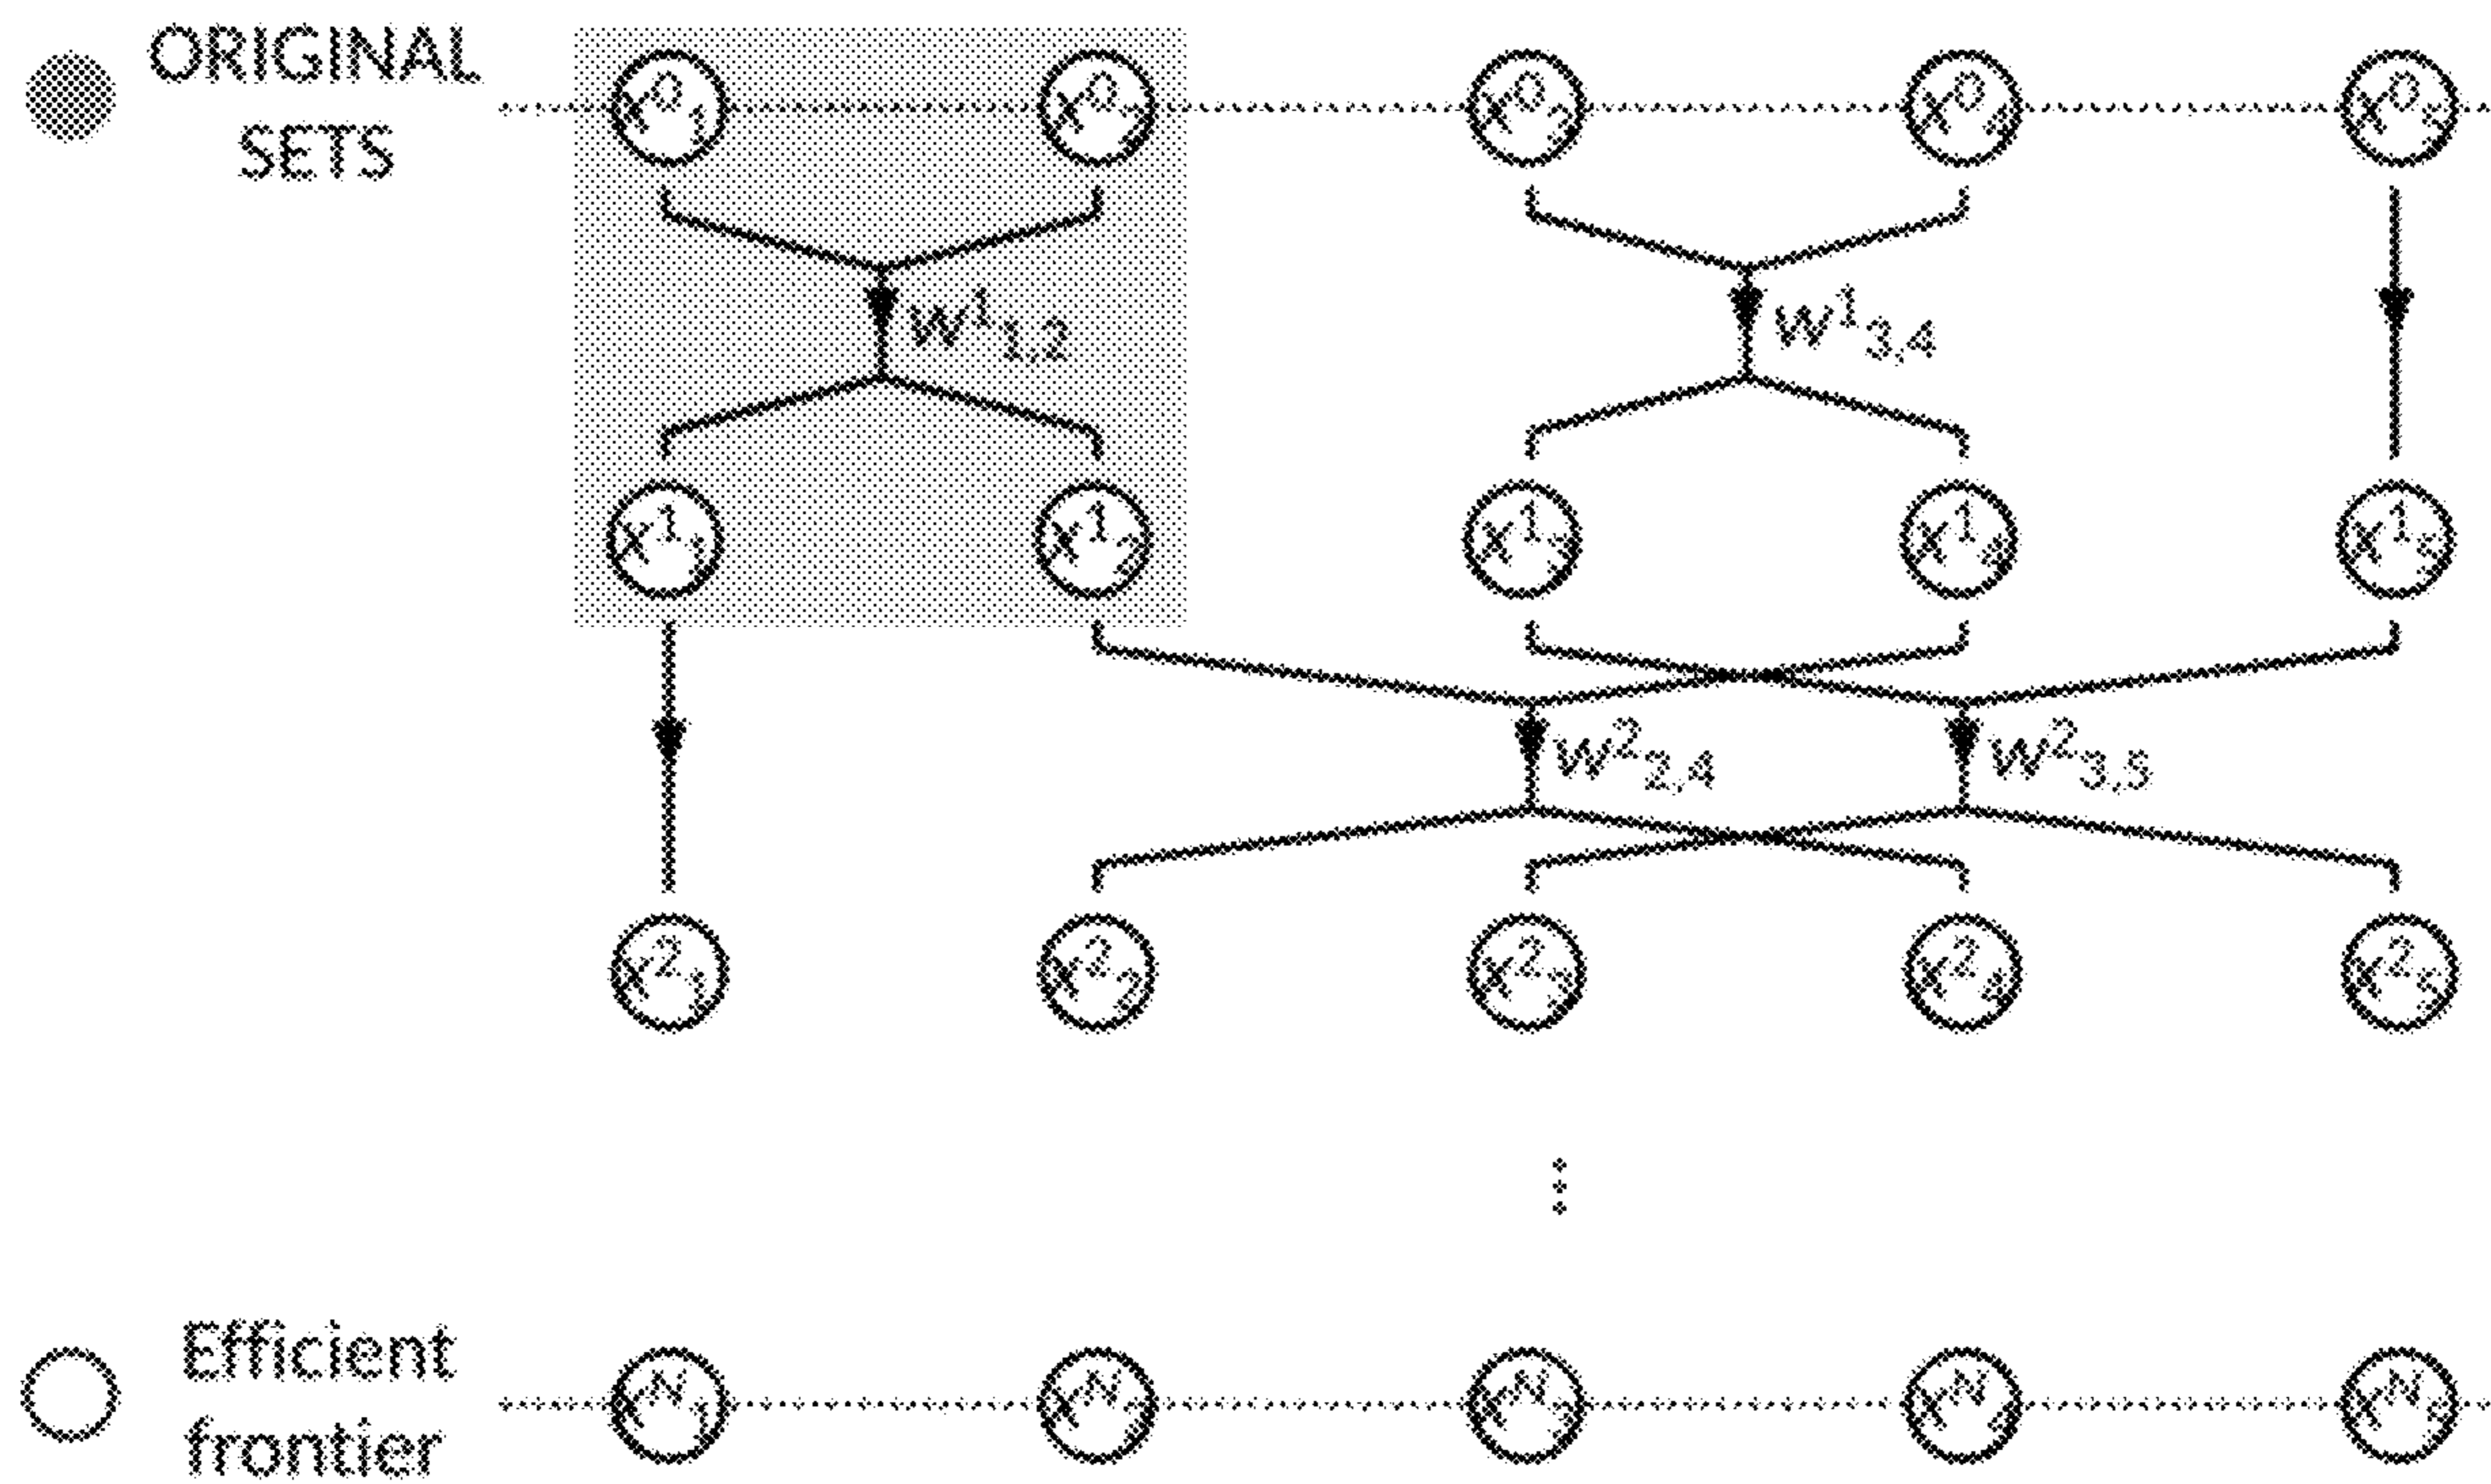 ORIGINAL
SETS
x⁰₁ x⁰₂ x⁰₃ x⁰₄ x⁰₅
W¹₁,₂ W¹₃,₄
x¹₁ x¹₂ x¹₃ x¹₄ x¹₅
W²₂,₄ W²₃,₅
x²₁ x²₂ x²₃ x²₄ x²₅
⋮
Efficient
frontier
xᴺ₁ xᴺ₂ xᴺ₃ xᴺ₄ xᴺ₅